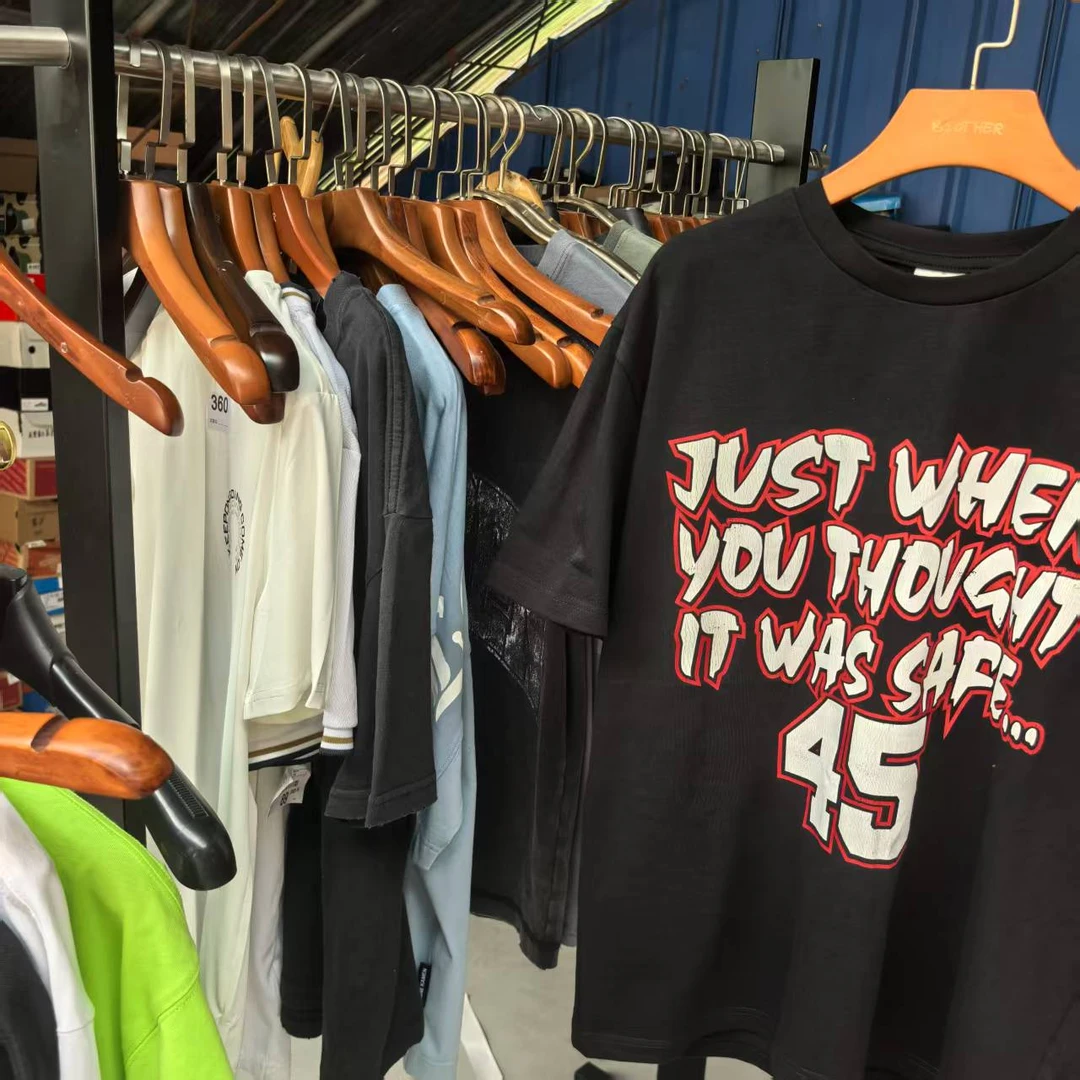 JUST WHEN
YOU THOUGHT
IT WAS SAFE...
45
360